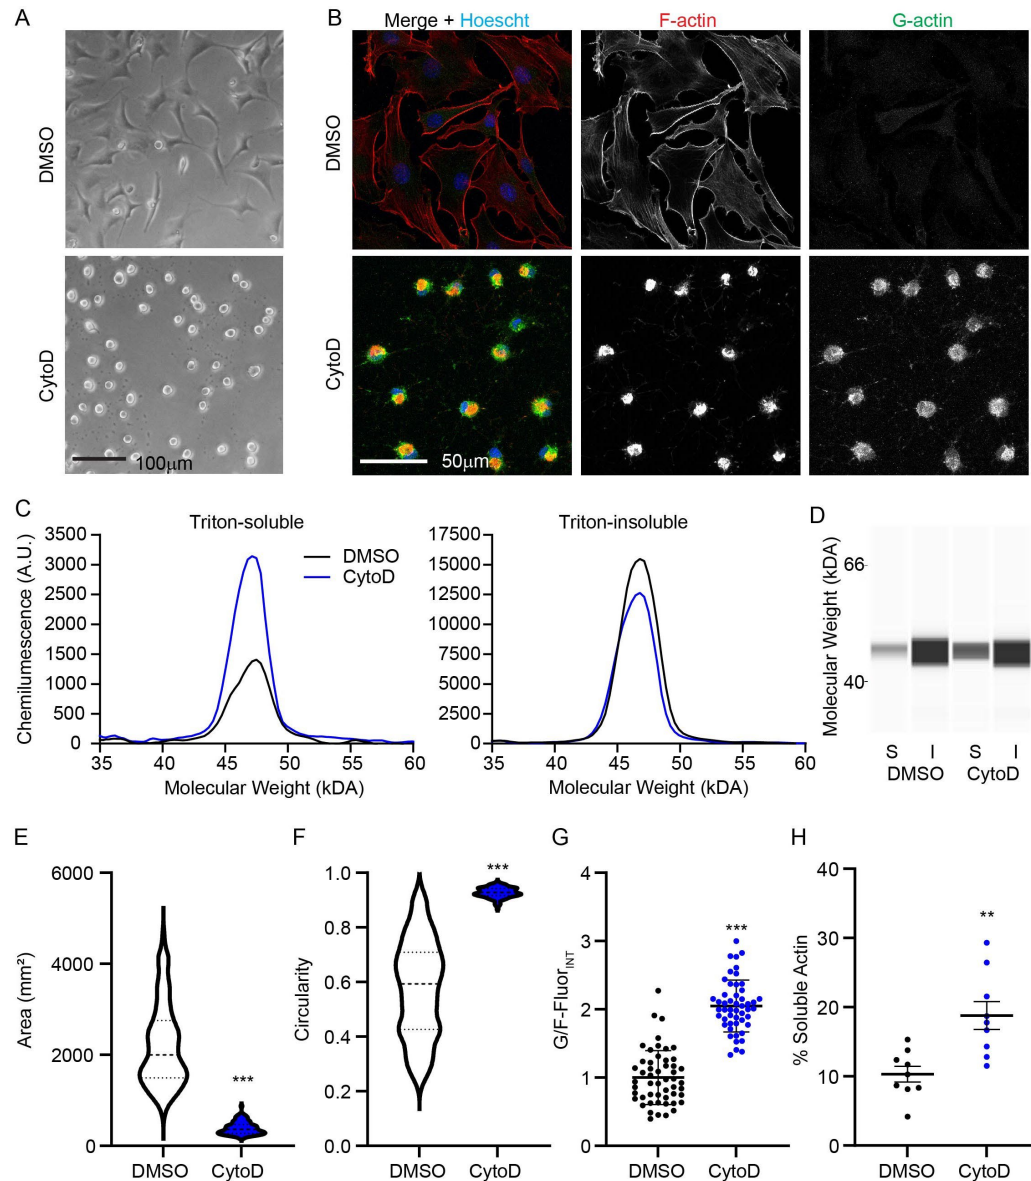 A
DMSO
CytoD
100µm
B
Merge + Hoescht
F-actin
G-actin
DMSO
CytoD
50µm
C
Triton-soluble
Chemilumescence (A.U.)
3500
3000
2500
2000
1500
1000
500
0
35 40 45 50 55 60
Molecular Weight (kDA)
DMSO
CytoD
Triton-insoluble
17500
15000
12500
10000
7500
5000
2500
0
35 40 45 50 55 60
Molecular Weight (kDA)
D
Molecular Weight (kDA)
66
40
S I S I
DMSO CytoD
E
Area (mm²)
6000
4000
2000
0
***
DMSO CytoD
F
Circularity
1.0
0.8
0.6
0.4
0.2
0.0
***
DMSO CytoD
G
G/F-FluorINT
4
3
2
1
0
***
DMSO CytoD
H
% Soluble Actin
40
30
20
10
0
**
DMSO CytoD